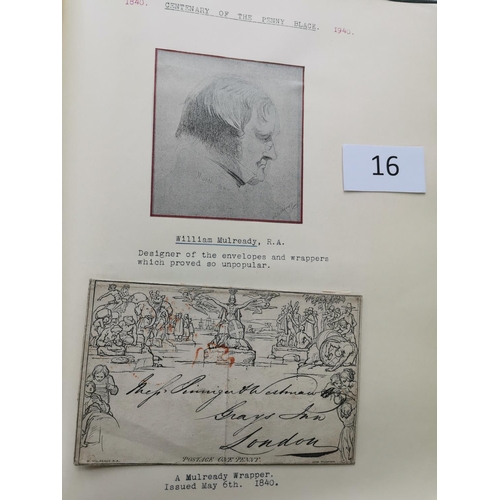 1840. CENTENARY OF THE PENNY BLACK. 1940.
16
William Mulready, R.A.
Designer of the envelopes and wrappers
which proved so unpopular.
Messrs
Grays Inn
London
POSTAGE ONE PENNY.
A Mulready Wrapper.
Issued May 6th. 1840.